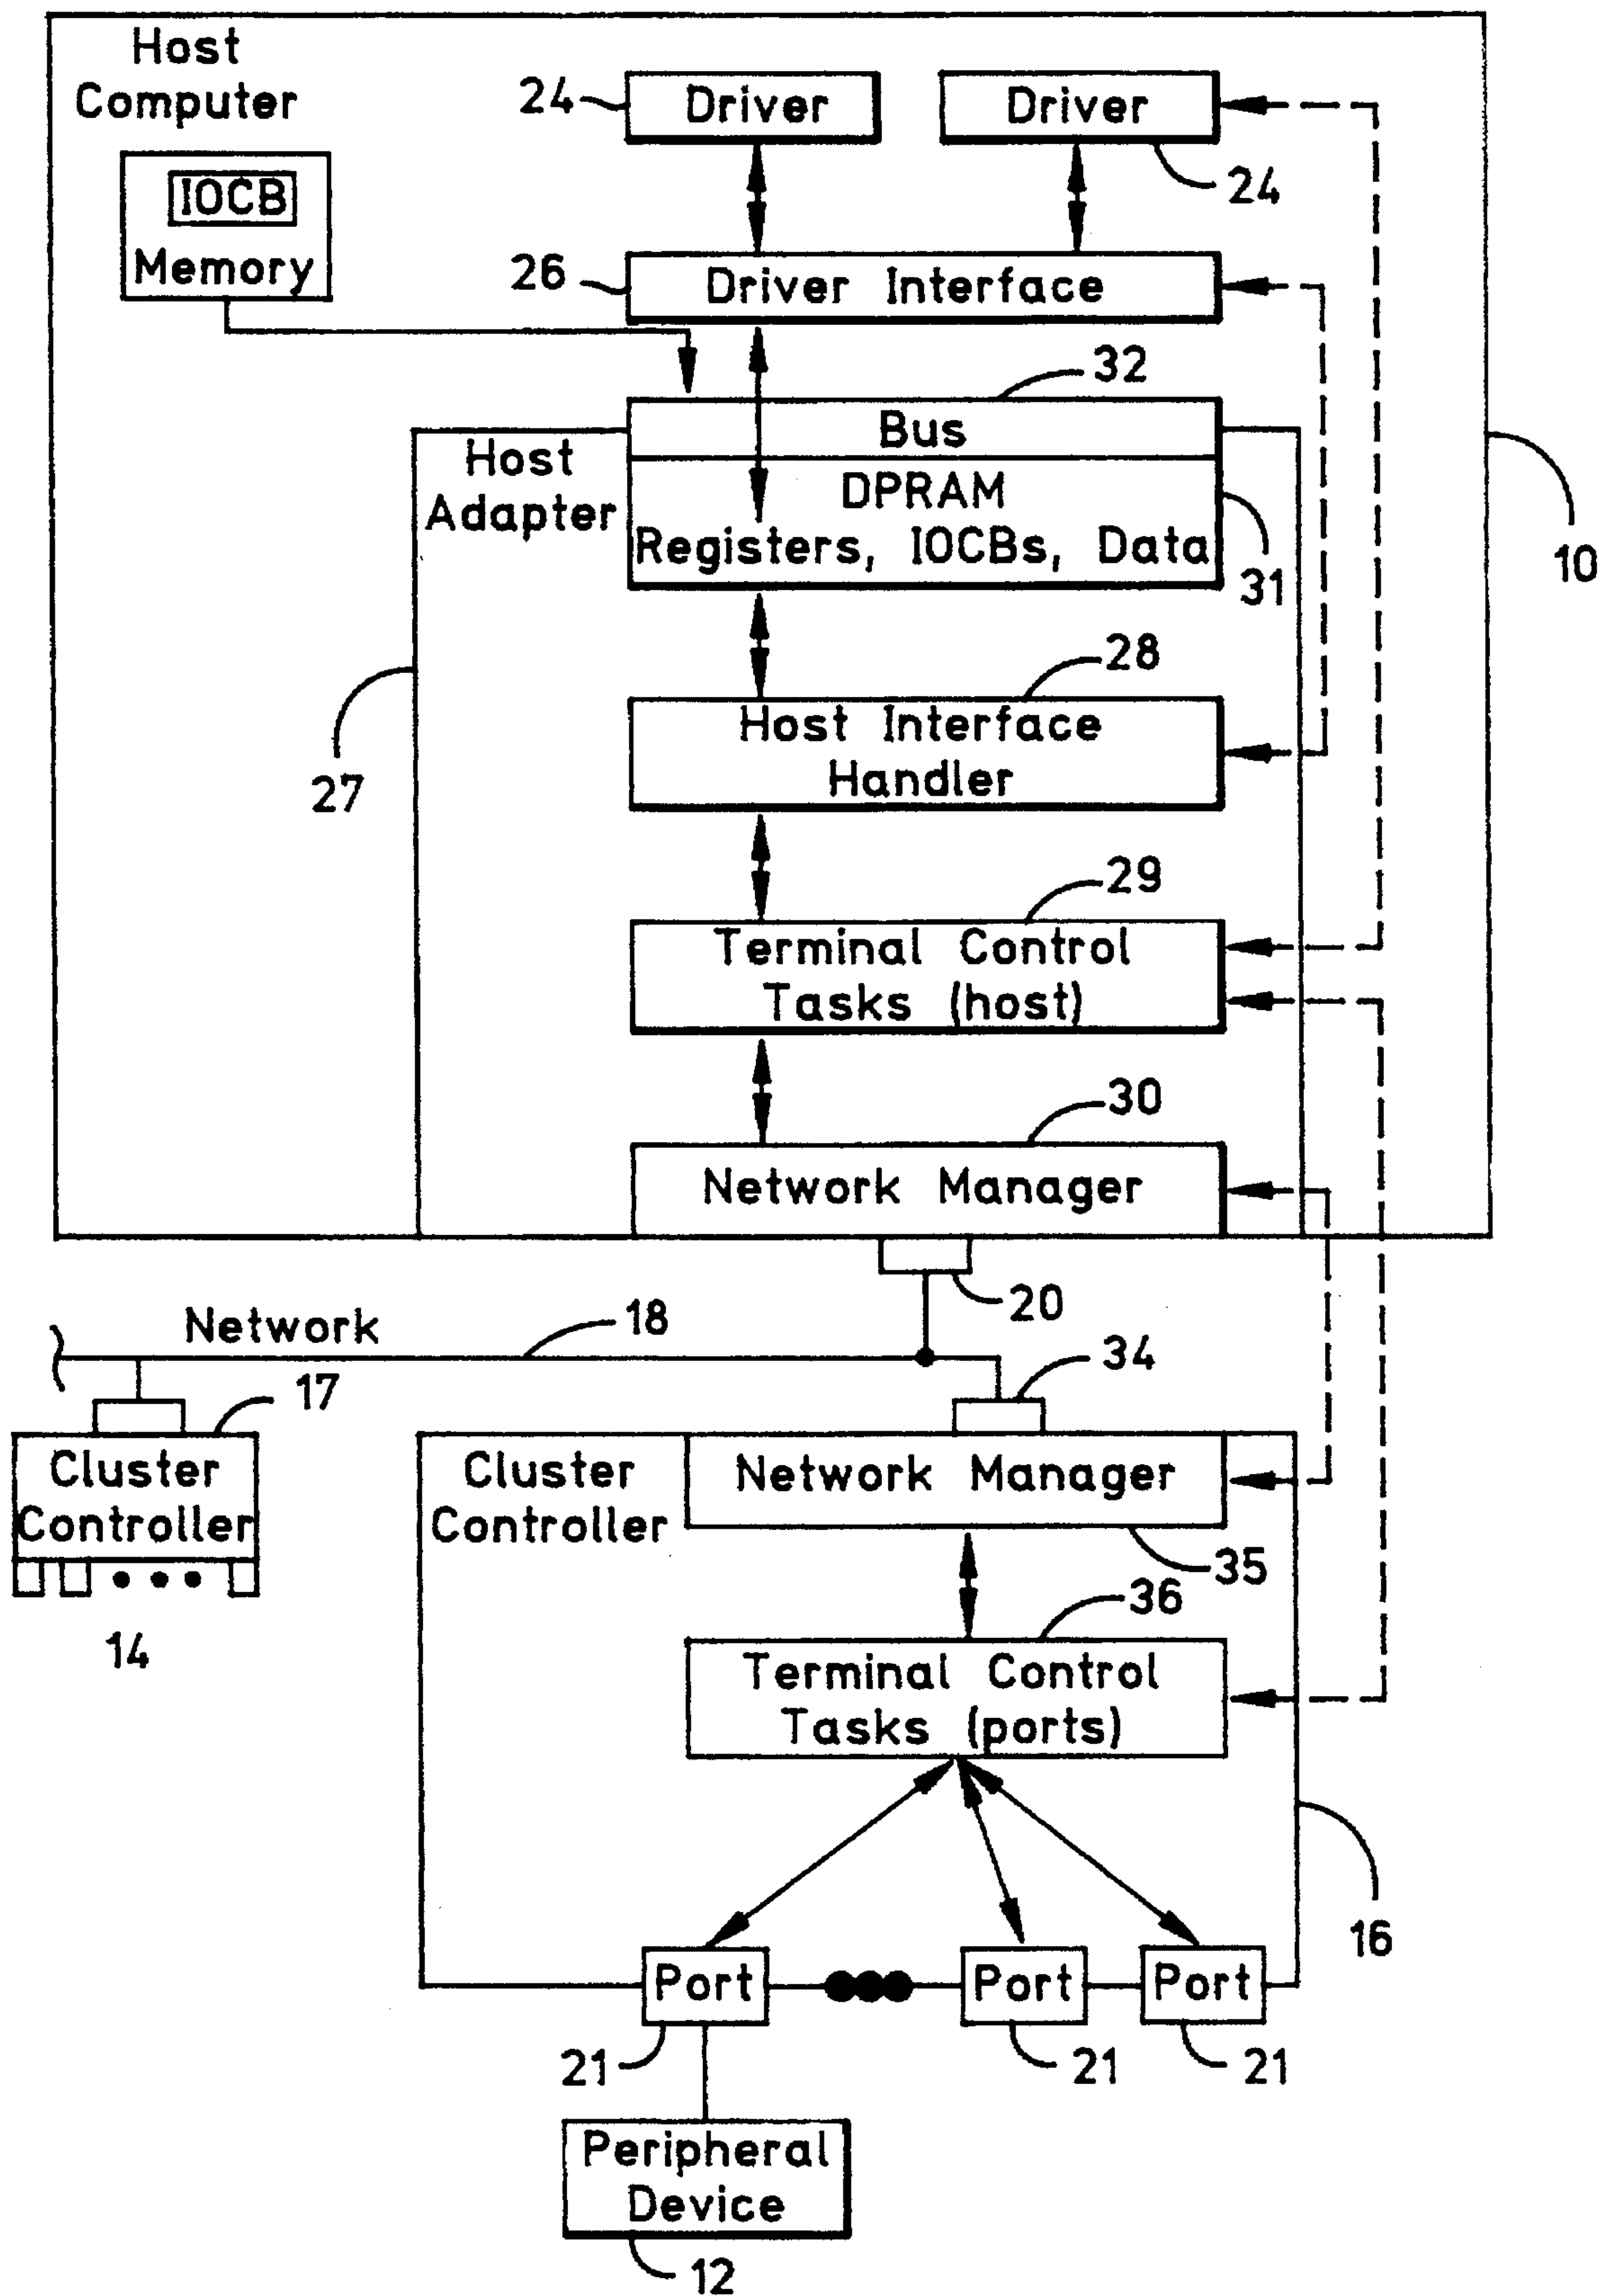 Host
Computer
24
Driver
Driver
24
IOCB
Memory
26
Driver Interface
32
Bus
Host
Adapter
DPRAM
Registers, IOCBs, Data
31
10
28
Host Interface
Handler
27
29
Terminal Control
Tasks (host)
30
Network Manager
20
Network
18
34
17
Cluster
Controller
14
Cluster
Controller
Network Manager
35
36
Terminal Control
Tasks (ports)
16
Port
Port
Port
21
21
21
Peripheral
Device
12